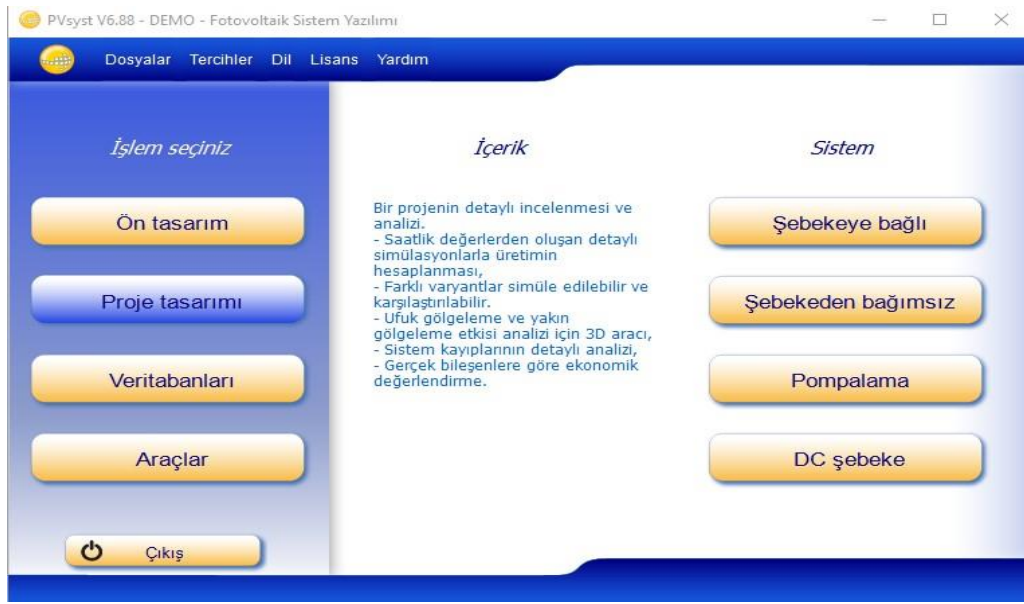 PVsyst V6.88 - DEMO - Fotovoltaik Sistem Yazılımı
Dosyalar Tercihler Dil Lisans Yardım
İşlem seçiniz
Ön tasarım
Proje tasarımı
Veritabanları
Araçlar
Çıkış
İçerik
Bir projenin detaylı incelenmesi ve
analizi.
- Saatlik değerlerden oluşan detaylı
simülasyonlarla üretimin
hesaplanması,
- Farklı varyantlar simüle edilebilir ve
karşılaştırılabilir.
- Ufuk gölgeleme ve yakın
gölgeleme etkisi analizi için 3D aracı,
- Sistem kayıplarının detaylı analizi,
- Gerçek bileşenlere göre ekonomik
değerlendirme.
Sistem
Şebekeye bağlı
Şebekeden bağımsız
Pompalama
DC şebeke